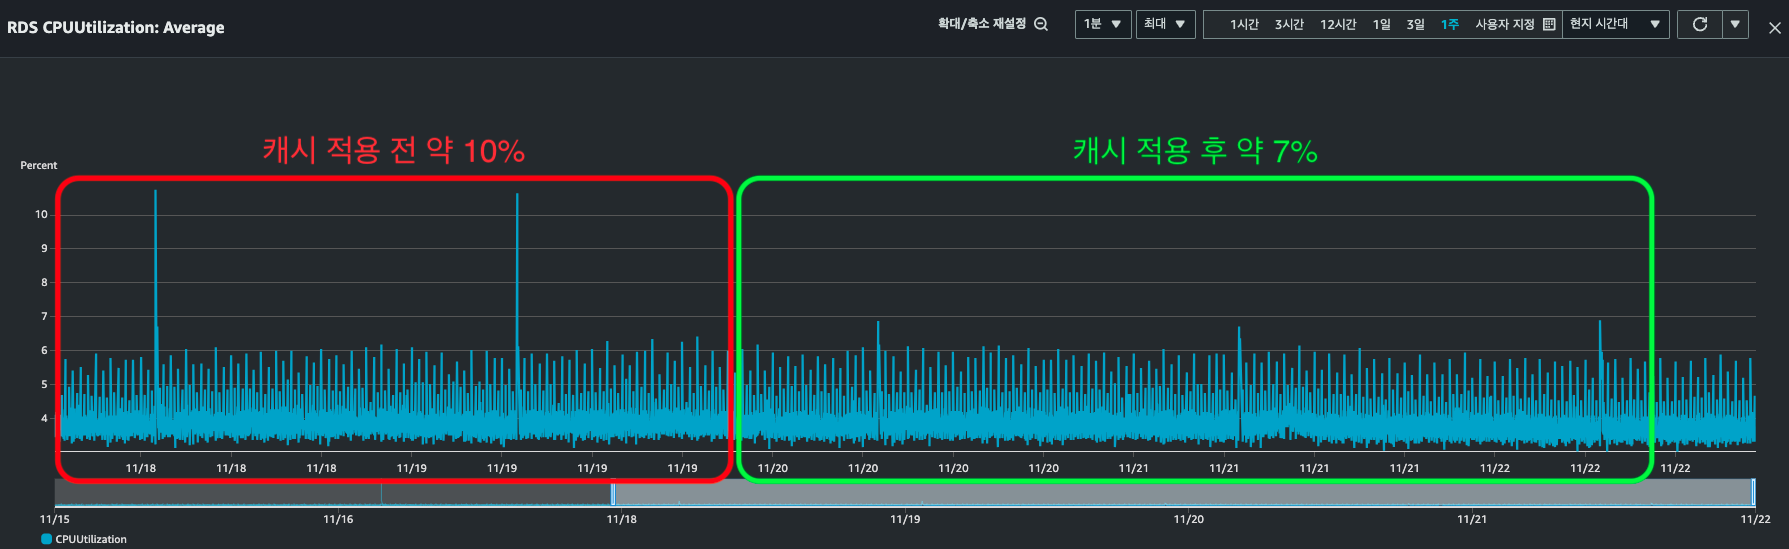 RDS CPUUtilization: Average
확대/축소 재설정
1분
최대
1시간 3시간 12시간 1일 3일 1주 사용자 지정
현지 시간대
캐시 적용 전 약 10%
캐시 적용 후 약 7%
Percent
10
9
8
7
6
5
4
11/18 11/18 11/18 11/19 11/19 11/19 11/19 11/20 11/20 11/20 11/20 11/21 11/21 11/21 11/21 11/22 11/22 11/22
11/15 11/16 11/18 11/19 11/20 11/21 11/22
CPUUtilization